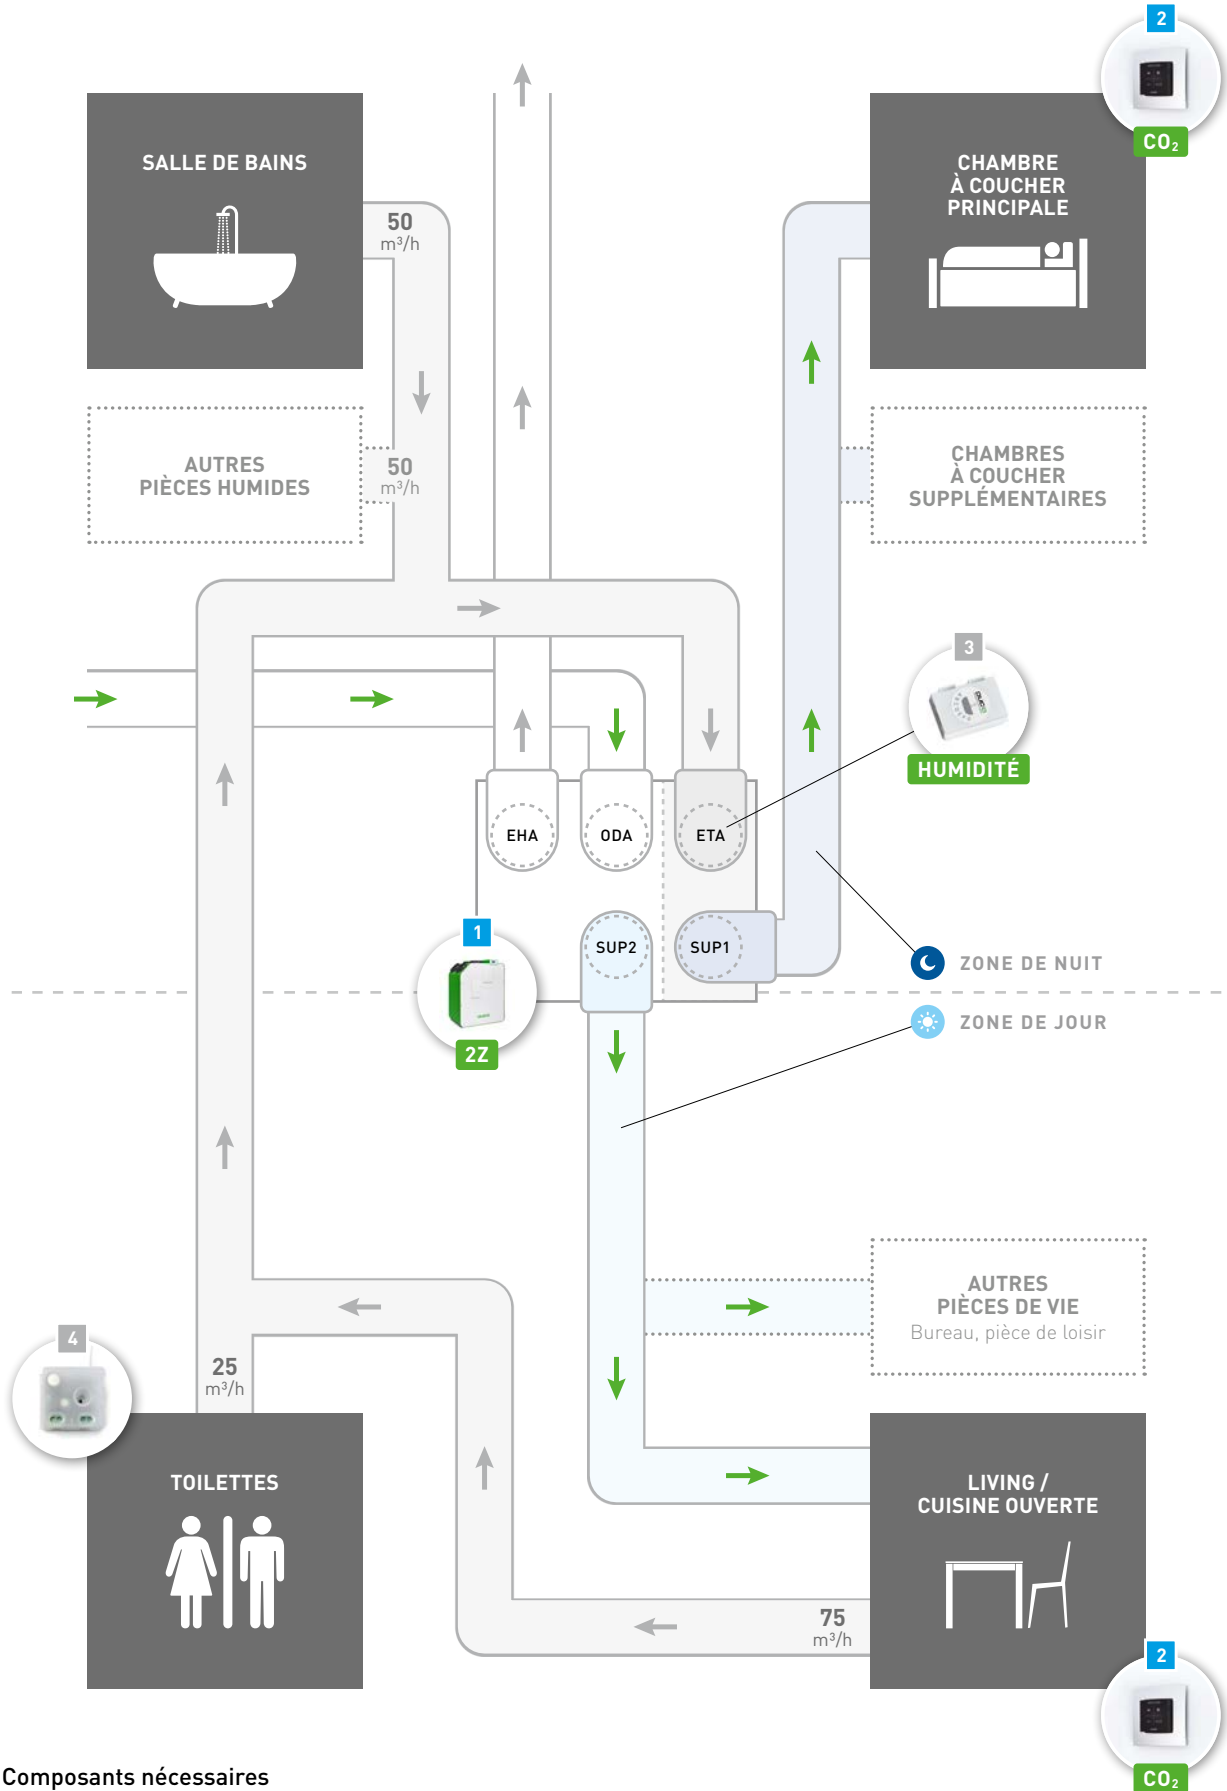 2
CO₂
SALLE DE BAINS
50
m³/h
CHAMBRE
À COUCHER
PRINCIPALE
AUTRES
PIÈCES HUMIDES
50
m³/h
CHAMBRES
À COUCHER
SUPPLÉMENTAIRES
3
HUMIDITÉ
EHA
ODA
ETA
1
SUP2
SUP1
2Z
ZONE DE NUIT
ZONE DE JOUR
AUTRES
PIÈCES DE VIE
Bureau, pièce de loisir
4
25
m³/h
TOILETTES
LIVING /
CUISINE OUVERTE
75
m³/h
2
CO₂
Composants nécessaires